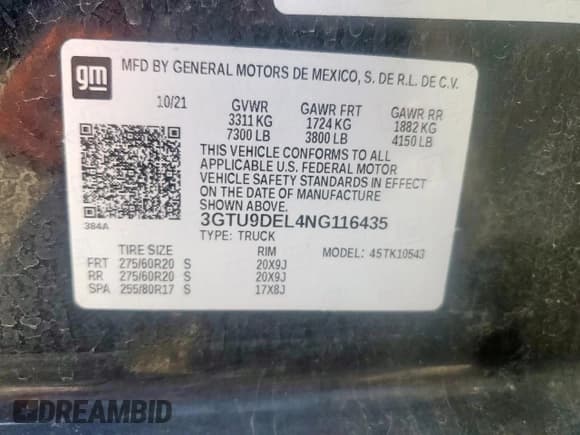 gm
MFD BY GENERAL MOTORS DE MEXICO, S. DE R.L. DE C.V.
10/21 GVWR GAWR FRT GAWR RR
3311 KG 1724 KG 1882 KG
7300 LB 3800 LB 4150 LB
THIS VEHICLE CONFORMS TO ALL
APPLICABLE U.S. FEDERAL MOTOR
VEHICLE SAFETY STANDARDS IN EFFECT
ON THE DATE OF MANUFACTURE
SHOWN ABOVE.
384A
3GTU9DEL4NG116435
TYPE: TRUCK MODEL: 4STK10543
TIRE SIZE RIM
FRT 275/60R20 S 20X9J
RR 275/60R20 S 20X9J
SPA 255/80R17 S 17X8J
DREAMBID